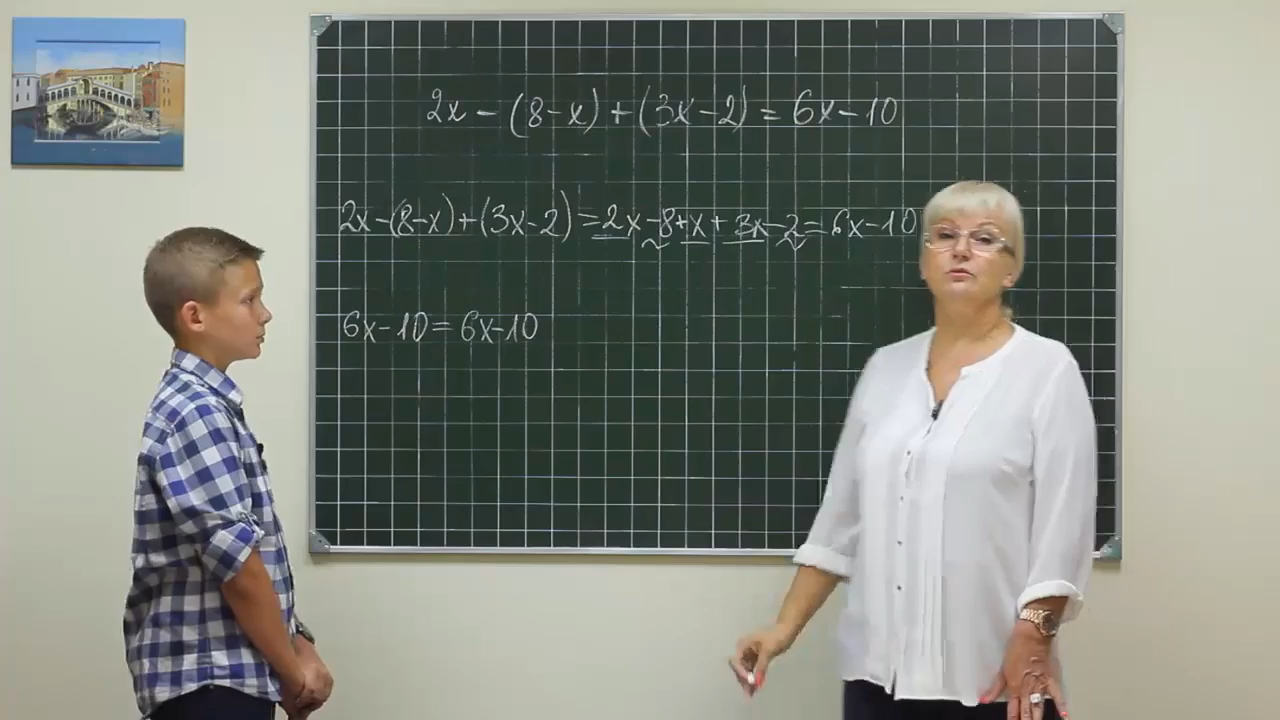 2x - (8-x) + (3x-2) = 6x-10
2x-(8-x)+(3x-2)=2x-8+x+3x-2=6x-10
6x-10=6x-10